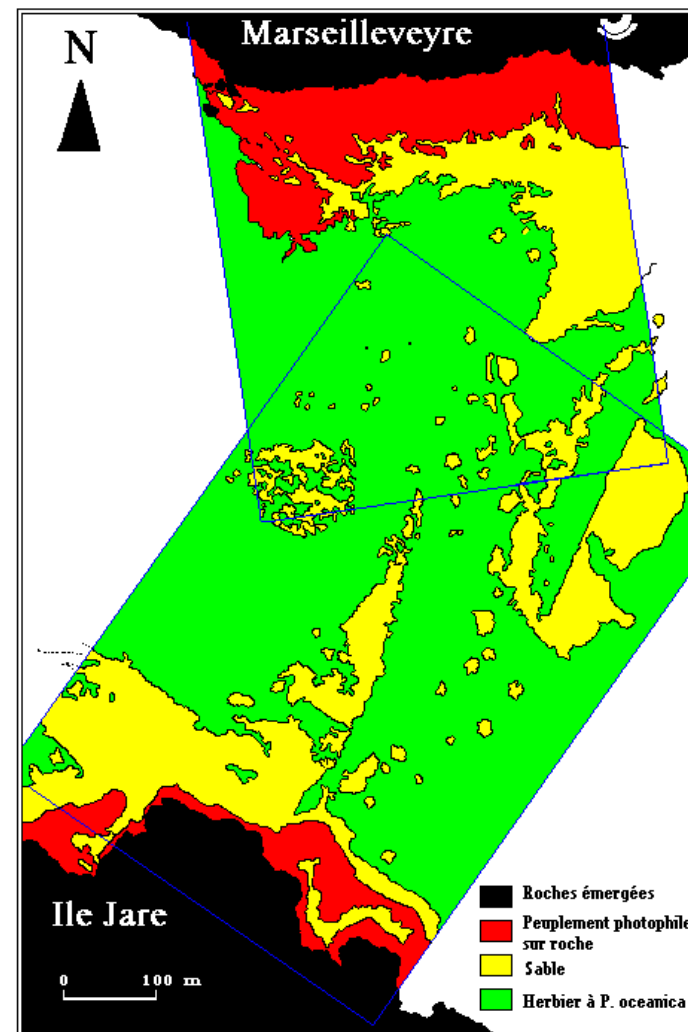 Marseilleveyre
N
Ile Jare
0 100 m
Roches émergées
Peuplement photophile
sur roche
Sable
Herbier à P. oceanica